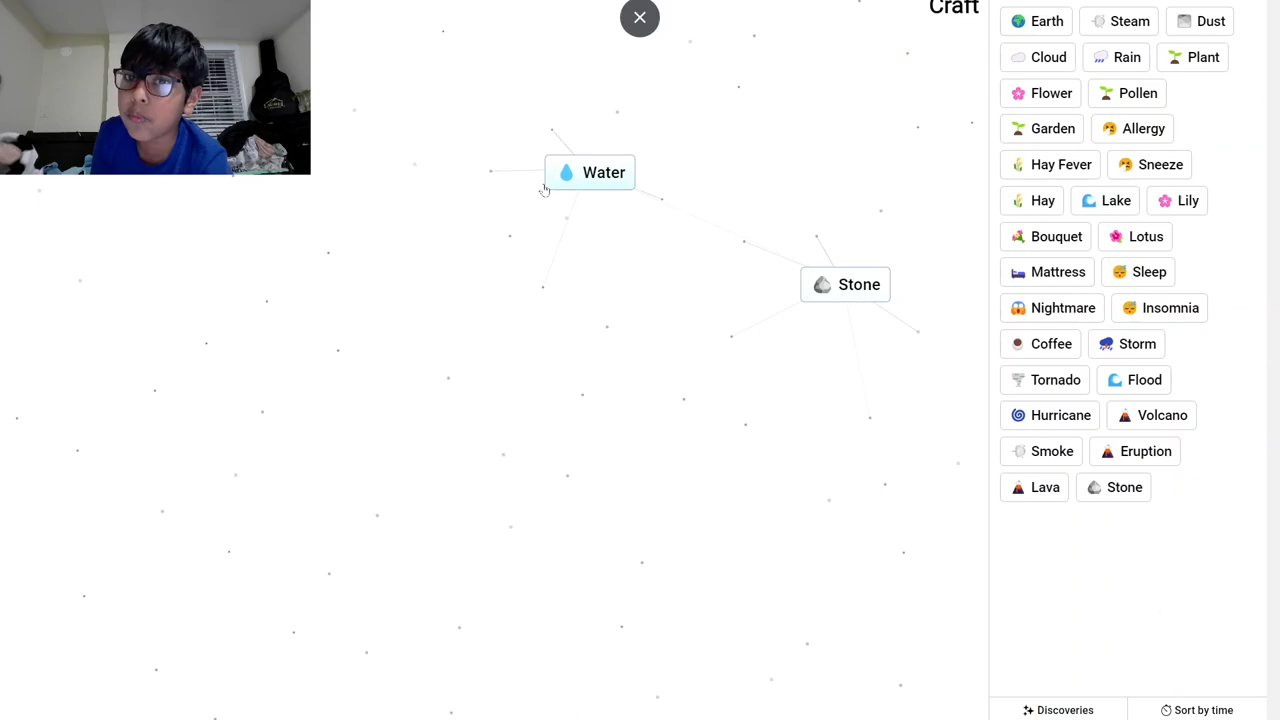 Craft
Earth Steam Dust
Cloud Rain Plant
Flower Pollen
Garden Allergy
Water
Hay Fever Sneeze
Hay Lake Lily
Bouquet Lotus
Mattress Sleep
Stone
Nightmare Insomnia
Coffee Storm
Tornado Flood
Hurricane Volcano
Smoke Eruption
Lava Stone
Discoveries Sort by time